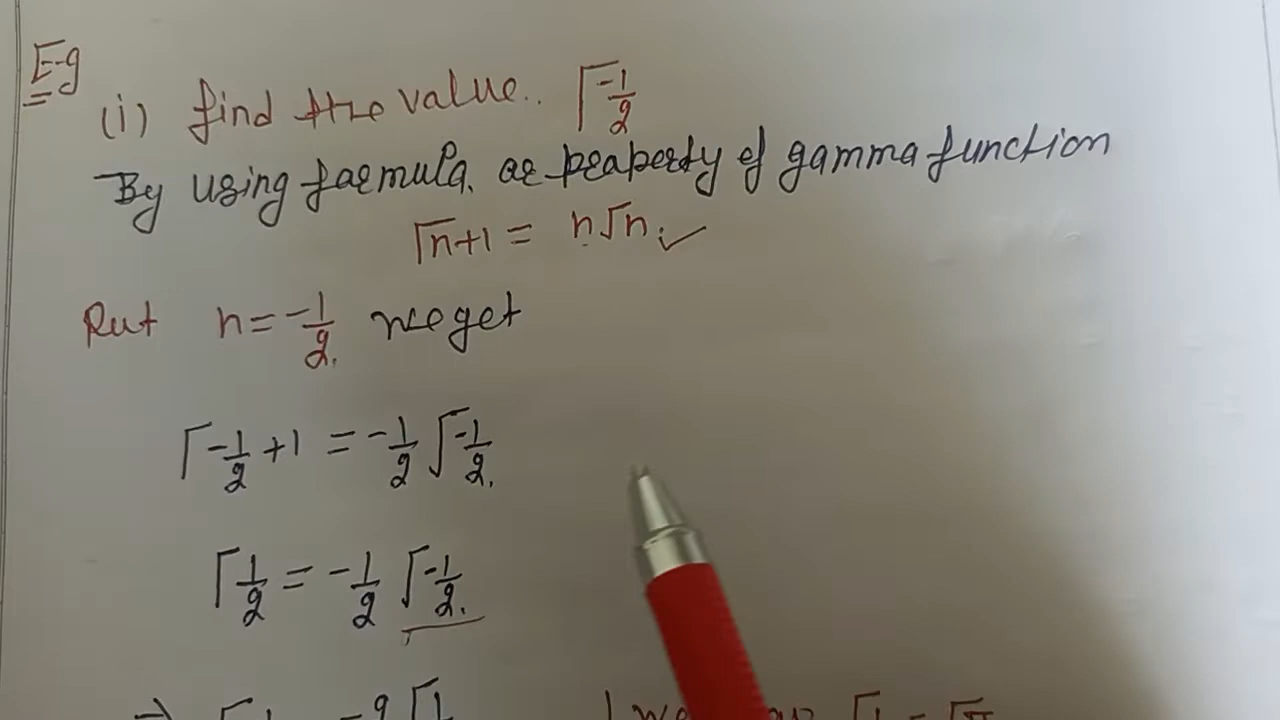 E-g
(i) find the value.. Γ-1/2
By using formula. or property of gamma function
Γn+1 = nΓn.✓
Put n=-1/2. we get
Γ-1/2+1 = -1/2 Γ-1/2.
Γ1/2 = -1/2 Γ-1/2.